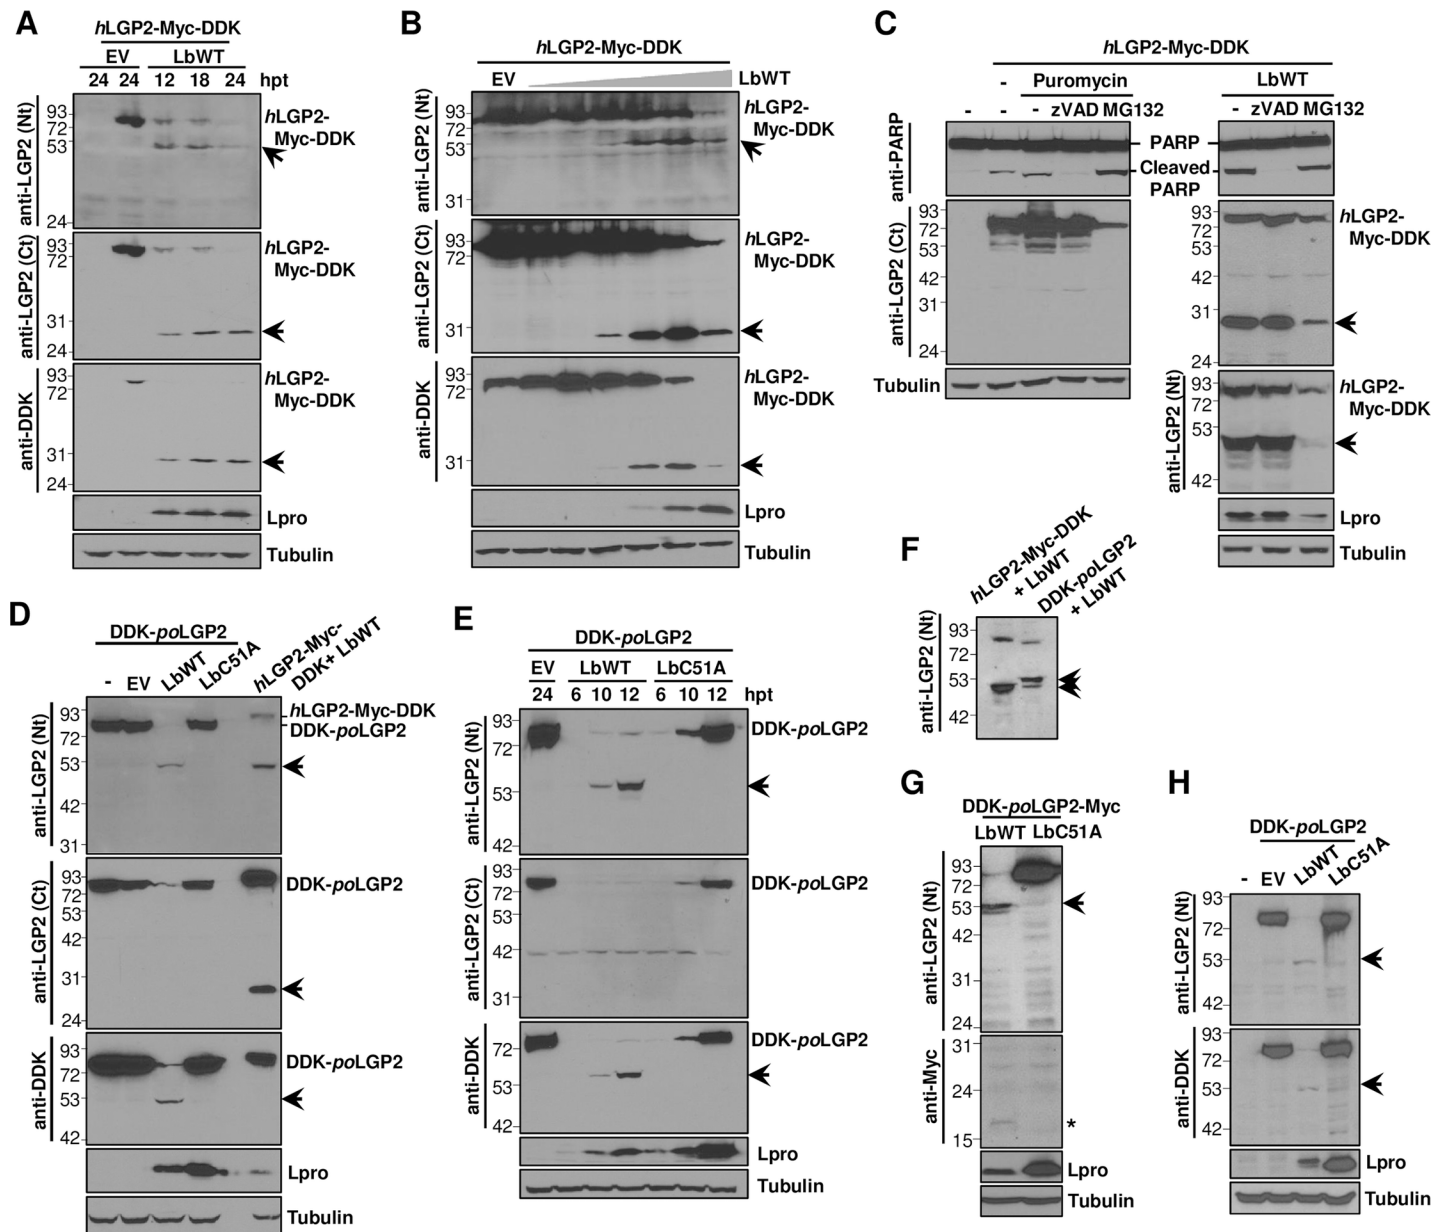 A
hLGP2-Myc-DDK
EV LbWT
24 24 12 18 24 hpt
anti-LGP2 (Nt)
93
72
53
24
hLGP2-
Myc-DDK
anti-LGP2 (Ct)
93
72
31
24
hLGP2-
Myc-DDK
anti-DDK
93
72
31
24
hLGP2-
Myc-DDK
Lpro
Tubulin
B
hLGP2-Myc-DDK
EV LbWT
anti-LGP2 (Nt)
93
72
53
31
hLGP2-
Myc-DDK
anti-LGP2 (Ct)
93
72
31
hLGP2-
Myc-DDK
anti-DDK
93
72
31
hLGP2-
Myc-DDK
Lpro
Tubulin
C
hLGP2-Myc-DDK
- Puromycin LbWT
- - - zVAD MG132 - zVAD MG132
anti-PARP
PARP
Cleaved
PARP
anti-LGP2 (Ct)
93
72
53
42
31
24
Tubulin
93
72
53
42
31
24
hLGP2-
Myc-DDK
anti-LGP2 (Nt)
93
72
53
42
hLGP2-
Myc-DDK
Lpro
Tubulin
D
DDK-poLGP2
- EV LbWT LbC51A hLGP2-Myc-
DDK+ LbWT
anti-LGP2 (Nt)
93
72
53
42
31
hLGP2-Myc-DDK
DDK-poLGP2
anti-LGP2 (Ct)
93
72
53
42
31
24
DDK-poLGP2
anti-DDK
93
72
53
42
DDK-poLGP2
Lpro
Tubulin
E
DDK-poLGP2
EV LbWT LbC51A
24 6 10 12 6 10 12 hpt
anti-LGP2 (Nt)
93
72
53
42
DDK-poLGP2
anti-LGP2 (Ct)
93
72
53
42
31
DDK-poLGP2
anti-DDK
72
53
42
DDK-poLGP2
Lpro
Tubulin
F
hLGP2-Myc-DDK
+ LbWT
DDK-poLGP2
+ LbWT
anti-LGP2 (Nt)
93
72
53
42
G
DDK-poLGP2-Myc
LbWT LbC51A
anti-LGP2 (Nt)
93
72
53
42
31
24
anti-Myc
31
24
15
*
Lpro
Tubulin
H
DDK-poLGP2
- EV LbWT LbC51A
anti-LGP2 (Nt)
93
72
53
42
anti-DDK
93
72
53
42
Lpro
Tubulin